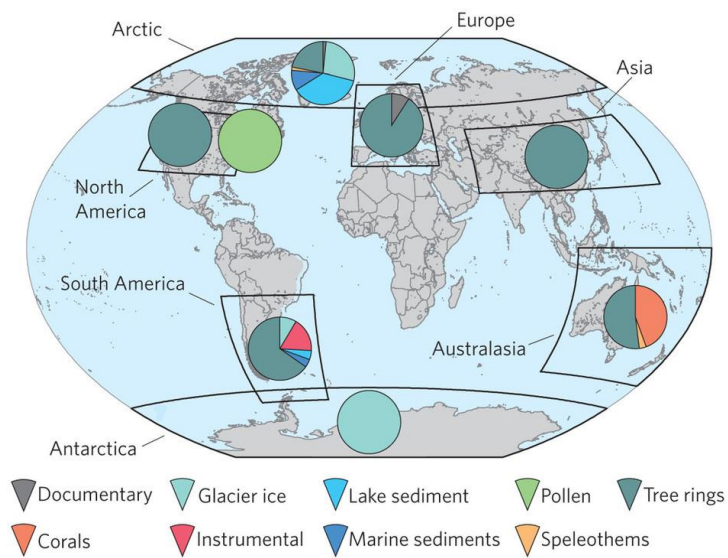 Arctic
Europe
Asia
North
America
South America
Australasia
Antarctica
Documentary
Glacier ice
Lake sediment
Pollen
Tree rings
Corals
Instrumental
Marine sediments
Speleothems